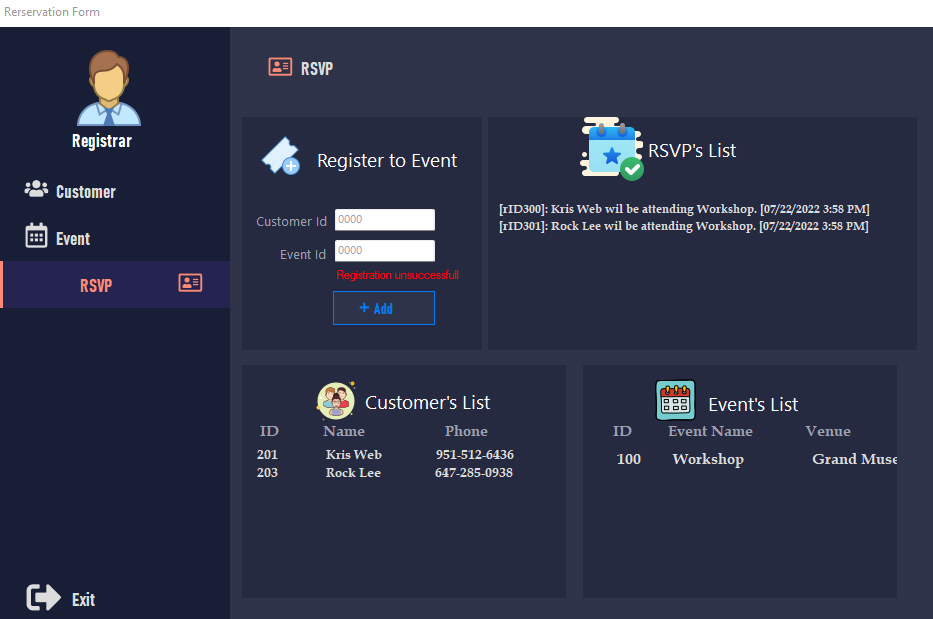 Rerservation Form
Registrar
Customer
Event
RSVP
Exit
RSVP
Register to Event
Customer Id 0000
Event Id 0000
Registration unsuccessfull
+ Add
RSVP's List
[rID300]: Kris Web wil be attending Workshop. [07/22/2022 3:58 PM]
[rID301]: Rock Lee wil be attending Workshop. [07/22/2022 3:58 PM]
Customer's List
ID Name Phone
201 Kris Web 951-512-6436
203 Rock Lee 647-285-0938
Event's List
ID Event Name Venue
100 Workshop Grand Muse